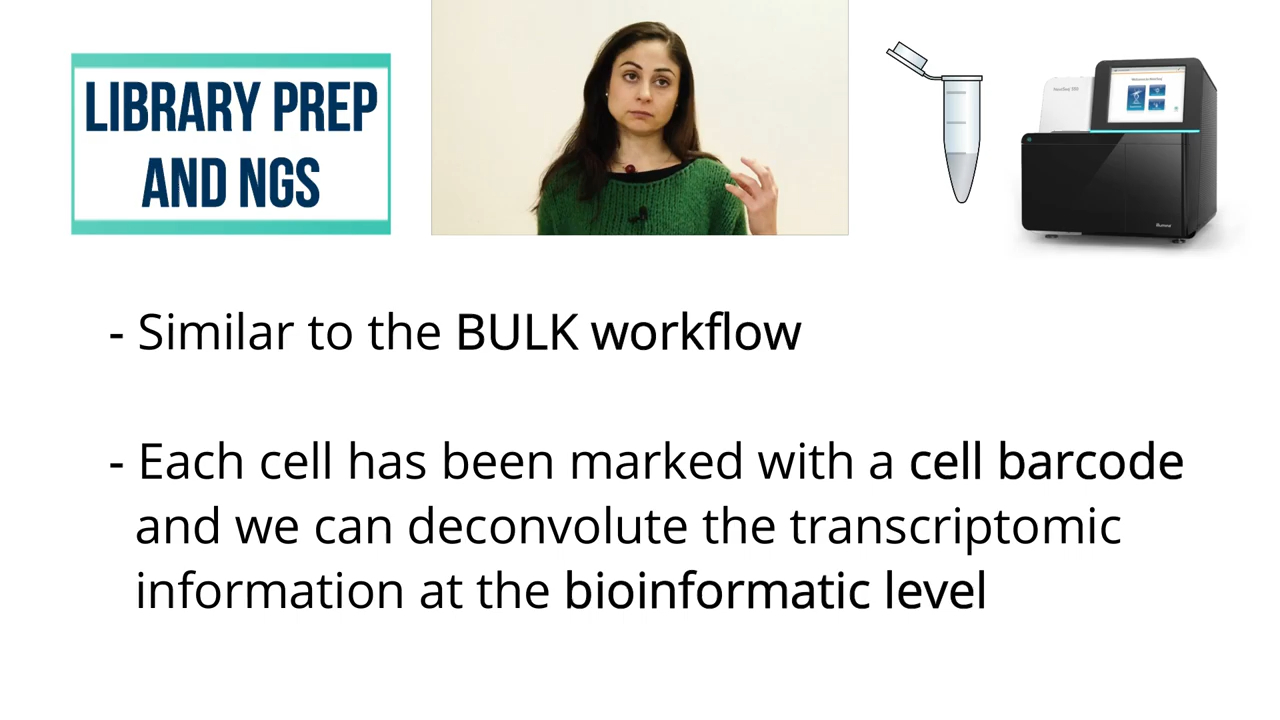 LIBRARY PREP
AND NGS
- Similar to the BULK workflow
- Each cell has been marked with a cell barcode
and we can deconvolute the transcriptomic
information at the bioinformatic level